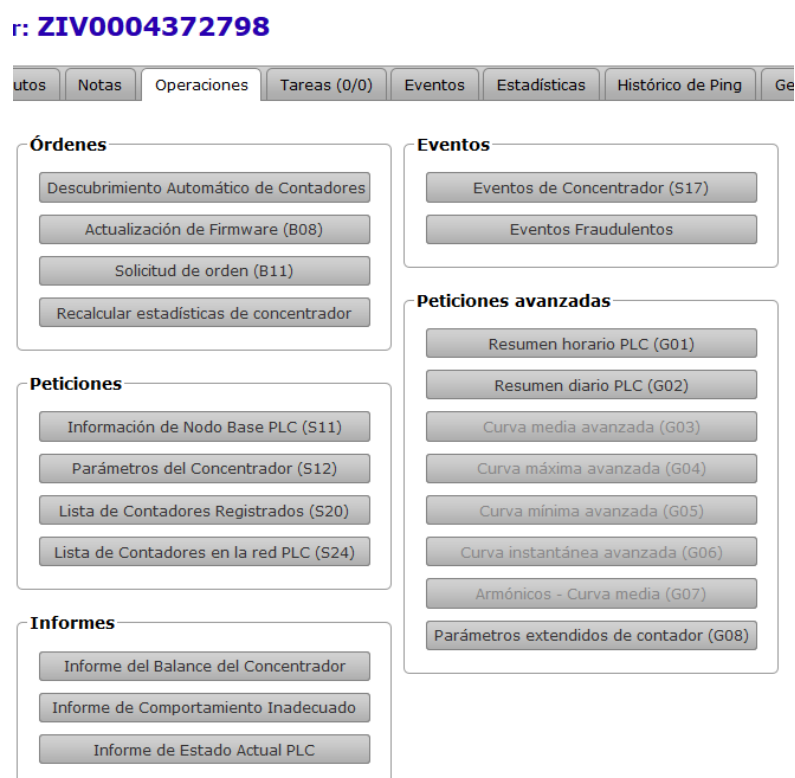 r: ZIV0004372798
utos
Notas
Operaciones
Tareas (0/0)
Eventos
Estadísticas
Histórico de Ping
Ge
Órdenes
Descubrimiento Automático de Contadores
Actualización de Firmware (B08)
Solicitud de orden (B11)
Recalcular estadísticas de concentrador
Peticiones
Información de Nodo Base PLC (S11)
Parámetros del Concentrador (S12)
Lista de Contadores Registrados (S20)
Lista de Contadores en la red PLC (S24)
Informes
Informe del Balance del Concentrador
Informe de Comportamiento Inadecuado
Informe de Estado Actual PLC
Eventos
Eventos de Concentrador (S17)
Eventos Fraudulentos
Peticiones avanzadas
Resumen horario PLC (G01)
Resumen diario PLC (G02)
Curva media avanzada (G03)
Curva máxima avanzada (G04)
Curva mínima avanzada (G05)
Curva instantánea avanzada (G06)
Armónicos - Curva media (G07)
Parámetros extendidos de contador (G08)